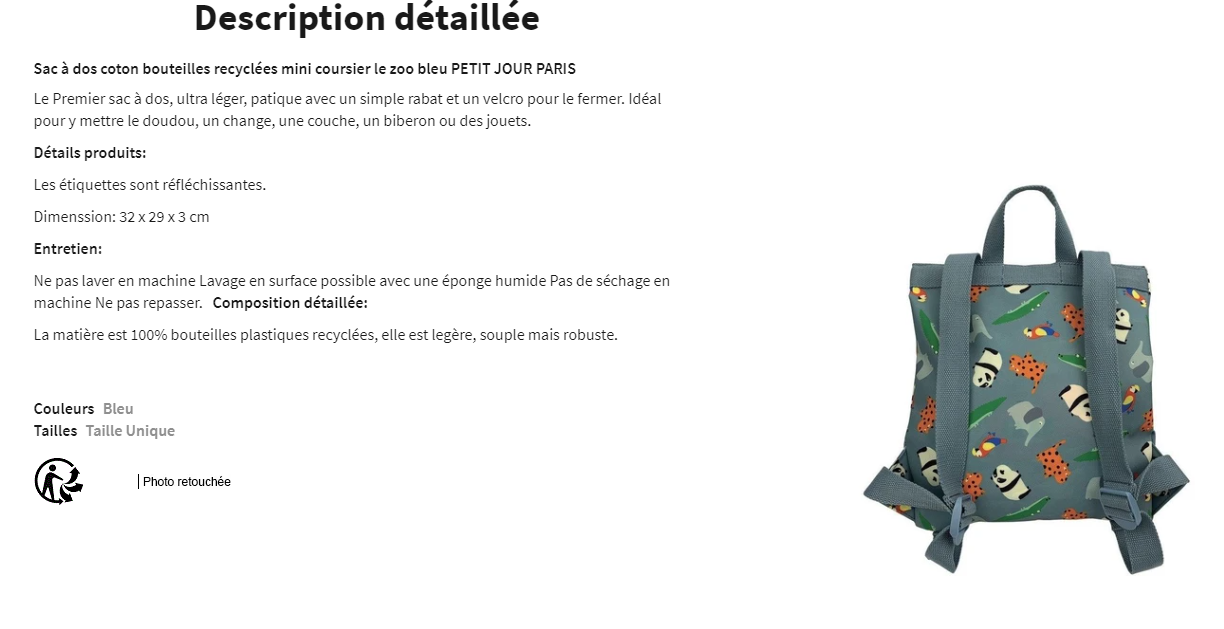 Description détaillée
Sac à dos coton bouteilles recyclées mini coursier le zoo bleu PETIT JOUR PARIS
Le Premier sac à dos, ultra léger, patique avec un simple rabat et un velcro pour le fermer. Idéal
pour y mettre le doudou, un change, une couche, un biberon ou des jouets.
Détails produits:
Les étiquettes sont réfléchissantes.
Dimenssion: 32 x 29 x 3 cm
Entretien:
Ne pas laver en machine Lavage en surface possible avec une éponge humide Pas de séchage en
machine Ne pas repasser. Composition détaillée:
La matière est 100% bouteilles plastiques recyclées, elle est legère, souple mais robuste.
Couleurs Bleu
Tailles Taille Unique
Photo retouchée